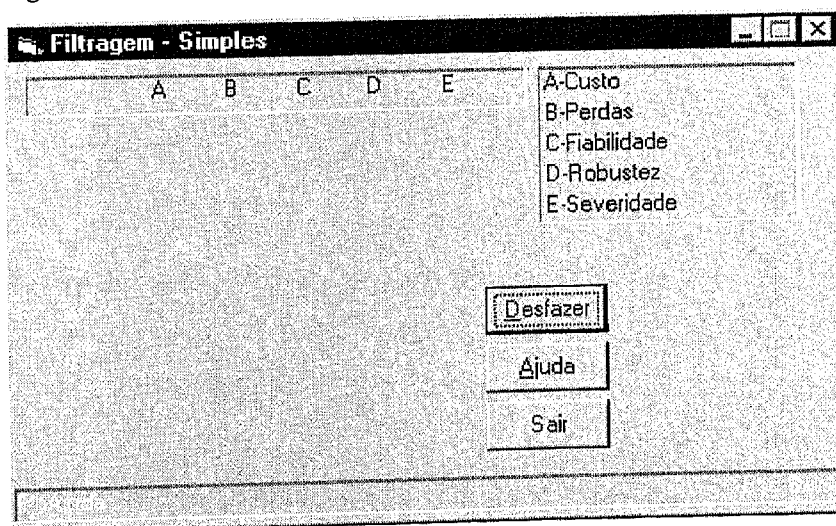 Filtragem - Simples
A B C D E
A-Custo
B-Perdas
C-Fiabilidade
D-Robustez
E-Severidade
Desfazer
Ajuda
Sair